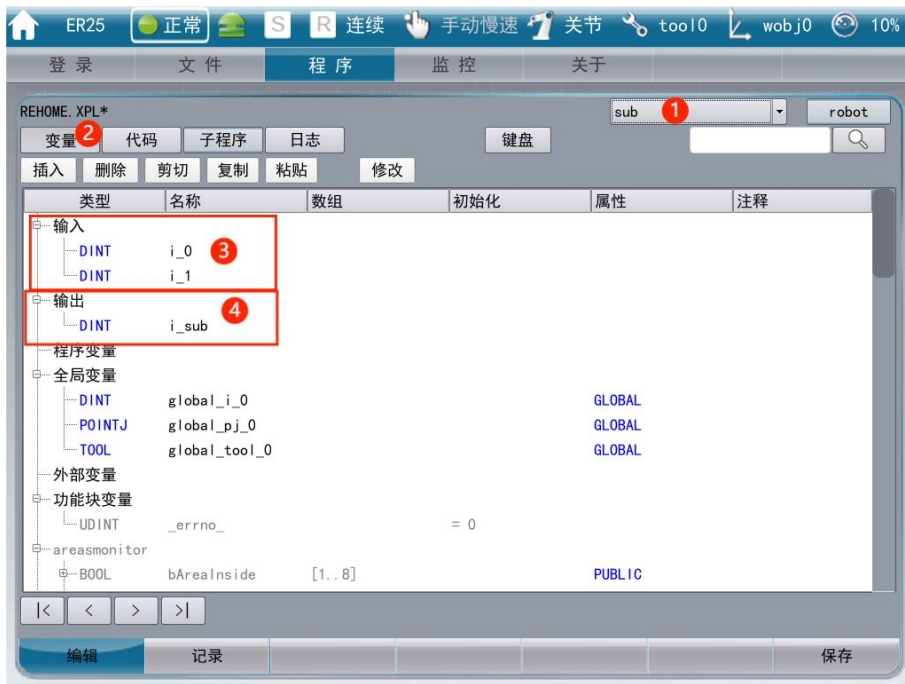 ER25 正常 S R 连续 手动慢速 关节 tool0 wobj0 10%
登录 文件 程序 监控 关于
REHOME.XPL* sub 1 robot
变量 2 代码 子程序 日志 键盘
插入 删除 剪切 复制 粘贴 修改
类型 名称 数组 初始化 属性 注释
输入
DINT i_0 3
DINT i_1
输出 4
DINT i_sub
程序变量
全局变量
DINT global_i_0 GLOBAL
POINTJ global_pj_0 GLOBAL
TOOL global_tool_0 GLOBAL
外部变量
功能块变量
UDINT _errno_ = 0
areasmonitor
BOOL bAreaInside [1..8] PUBLIC
|< < > >|
编辑 记录 保存